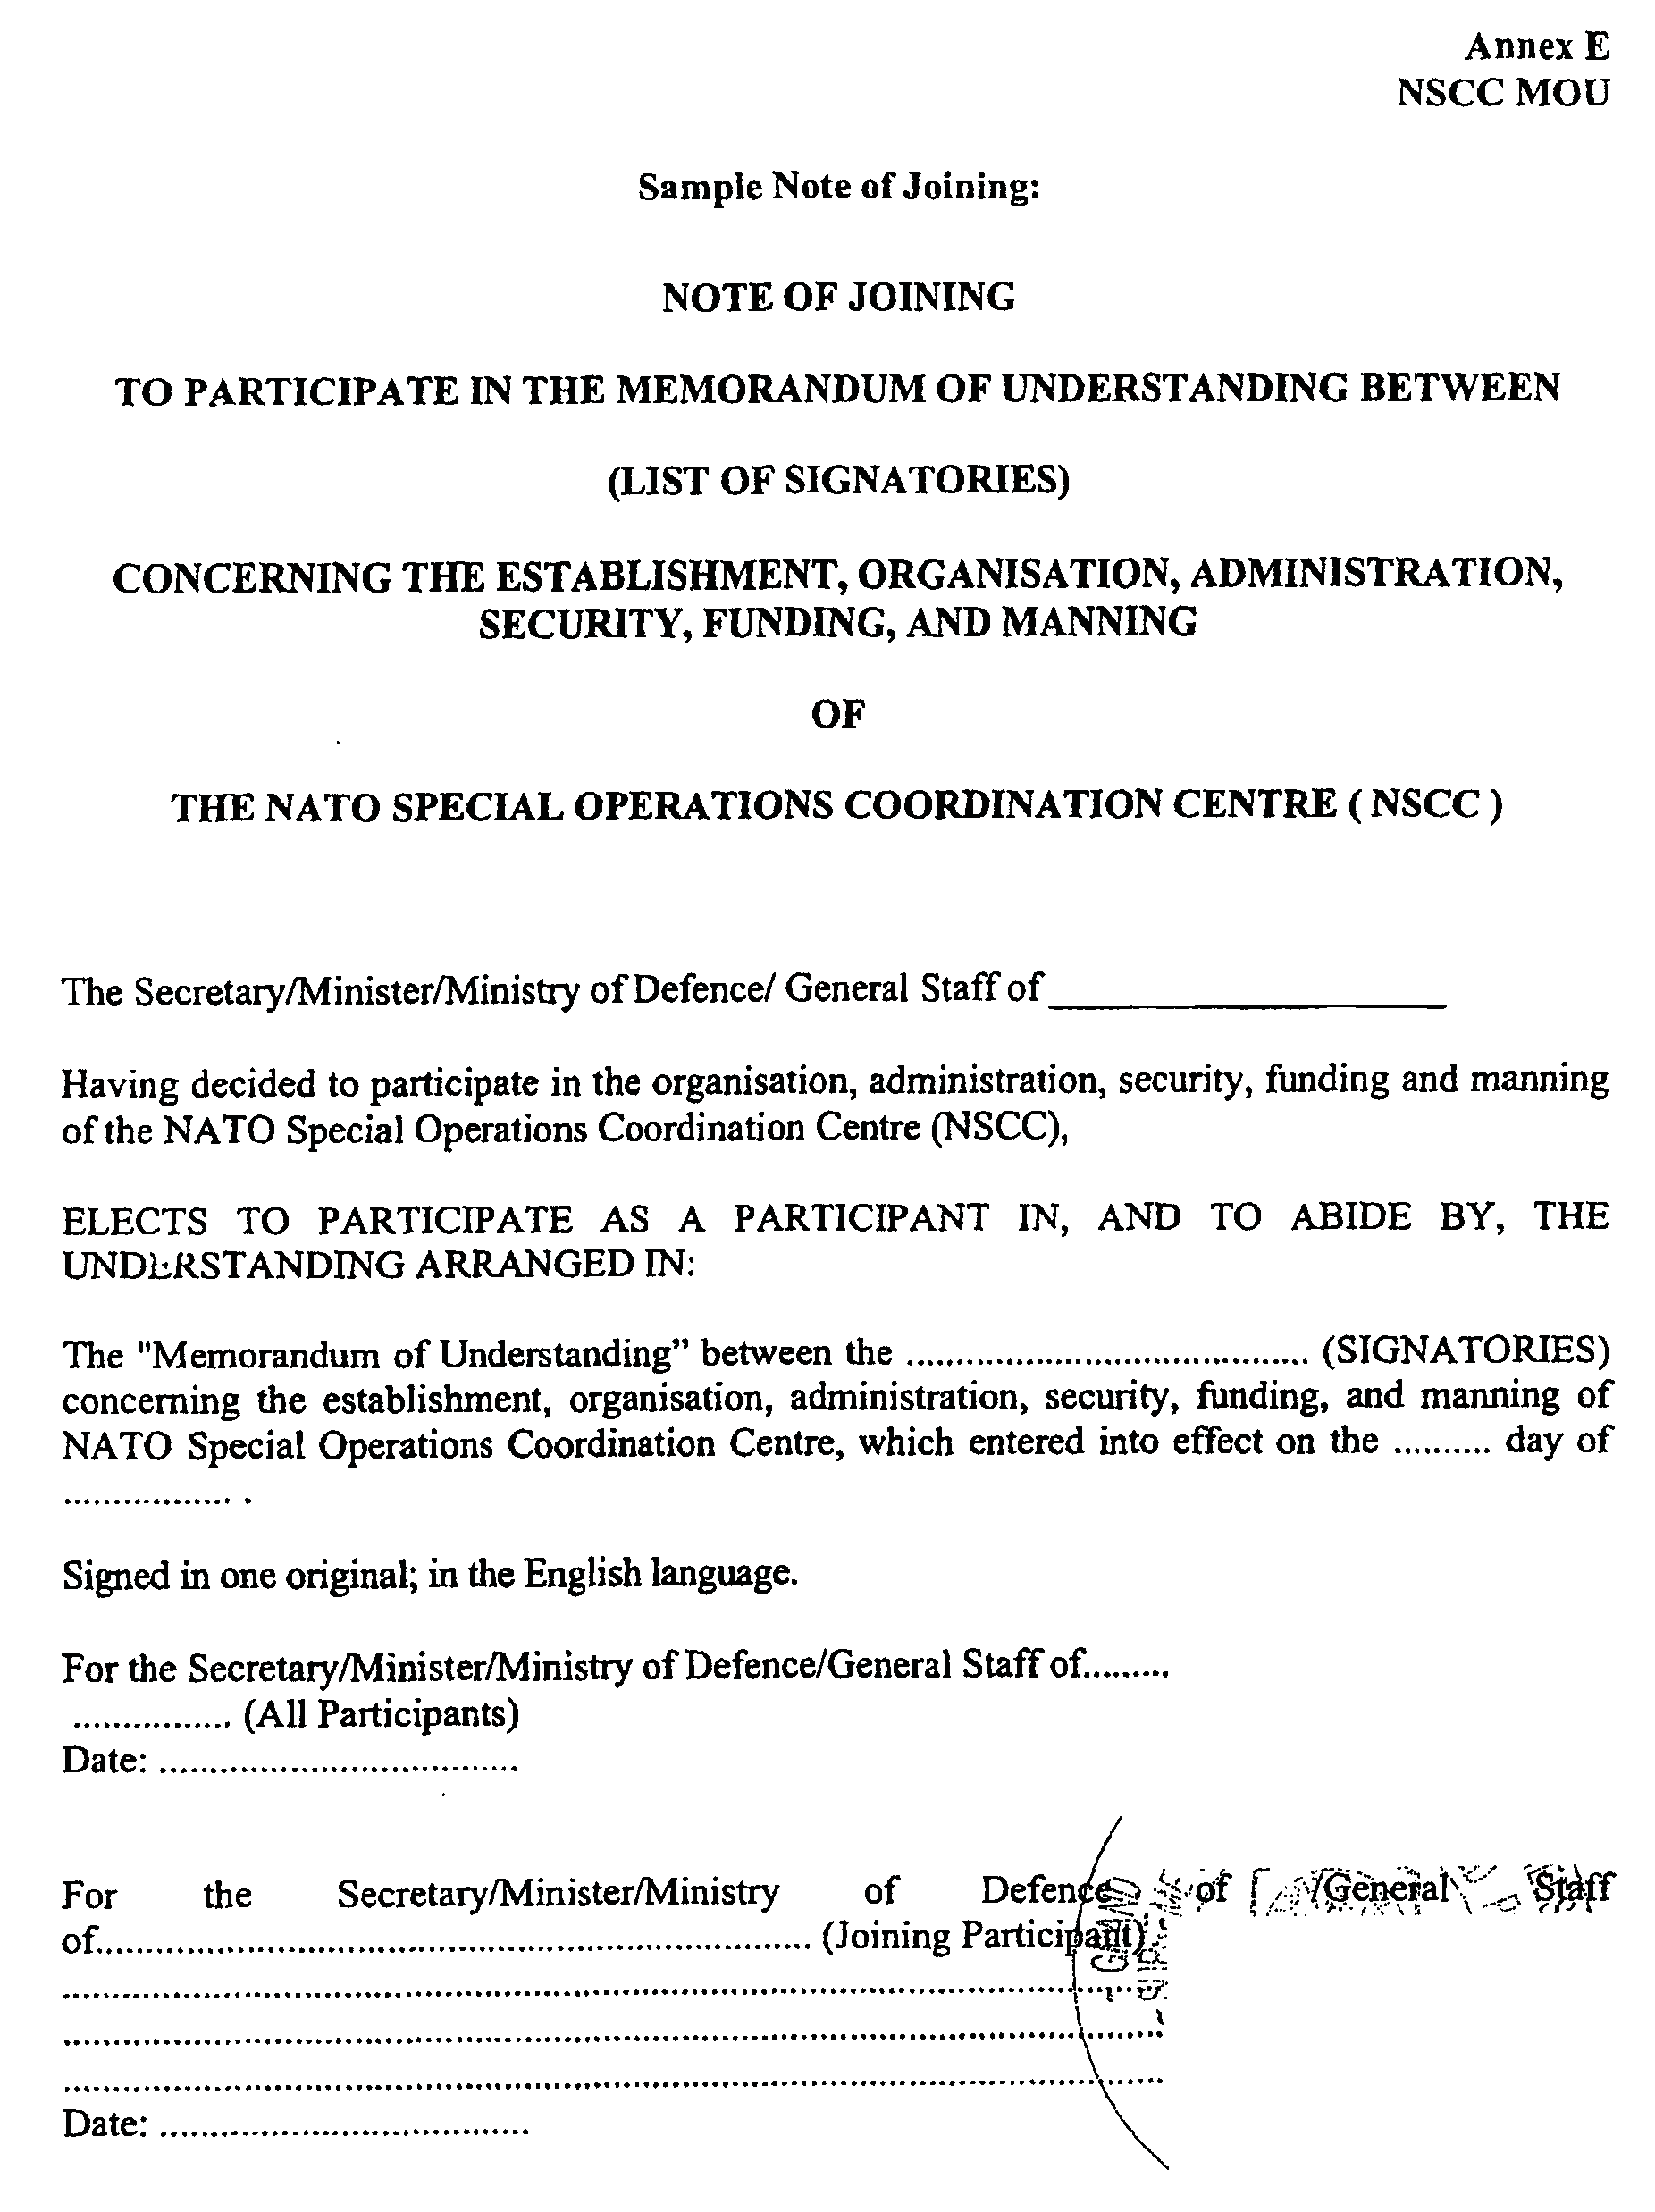 Annex E
NSCC MOU
Sample Note of Joining:
NOTE OF JOINING
TO PARTICIPATE IN THE MEMORANDUM OF UNDERSTANDING BETWEEN
(LIST OF SIGNATORIES)
CONCERNING THE ESTABLISHMENT, ORGANISATION, ADMINISTRATION,
SECURITY, FUNDING, AND MANNING
OF
THE NATO SPECIAL OPERATIONS COORDINATION CENTRE ( NSCC )
The Secretary/Minister/Ministry of Defence/ General Staff of ____________________
Having decided to participate in the organisation, administration, security, funding and manning
of the NATO Special Operations Coordination Centre (NSCC),
ELECTS TO PARTICIPATE AS A PARTICIPANT IN, AND TO ABIDE BY, THE
UNDERSTANDING ARRANGED IN:
The "Memorandum of Understanding" between the ........................................ (SIGNATORIES)
concerning the establishment, organisation, administration, security, funding, and manning of
NATO Special Operations Coordination Centre, which entered into effect on the .......... day of
................. .
Signed in one original; in the English language.
For the Secretary/Minister/Ministry of Defence/General Staff of.........
................ (All Participants)
Date: ....................................
For the Secretary/Minister/Ministry of Defence of /General Staff
of....................................................................... (Joining Participant)
..............................................................................................................
..............................................................................................................
..............................................................................................................
Date: .....................................